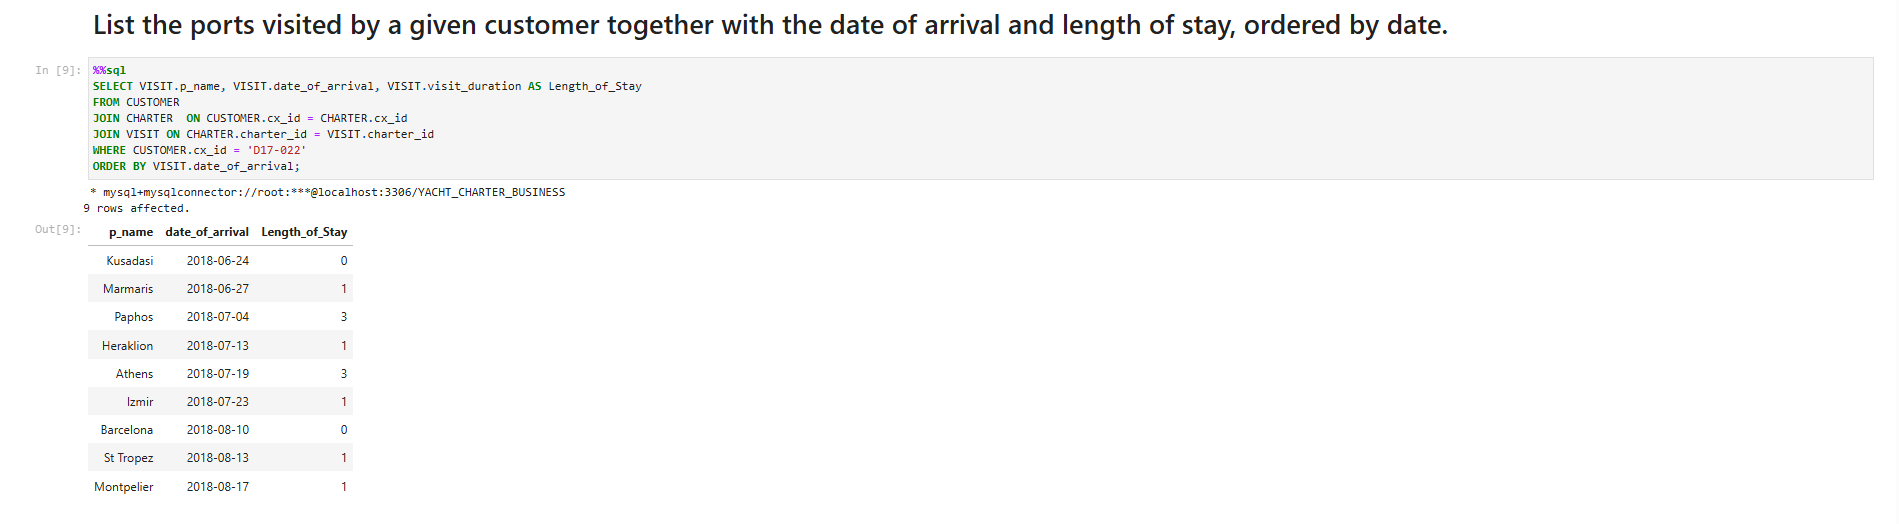 List the ports visited by a given customer together with the date of arrival and length of stay, ordered by date.
In [9]:
%%sql
SELECT VISIT.p_name, VISIT.date_of_arrival, VISIT.visit_duration AS Length_of_Stay
FROM CUSTOMER
JOIN CHARTER  ON CUSTOMER.cx_id = CHARTER.cx_id
JOIN VISIT ON CHARTER.charter_id = VISIT.charter_id
WHERE CUSTOMER.cx_id = 'D17-022'
ORDER BY VISIT.date_of_arrival;
* mysql+mysqlconnector://root:***@localhost:3306/YACHT_CHARTER_BUSINESS
9 rows affected.
Out[9]:
p_name date_of_arrival Length_of_Stay
Kusadasi 2018-06-24 0
Marmaris 2018-06-27 1
Paphos 2018-07-04 3
Heraklion 2018-07-13 1
Athens 2018-07-19 3
Izmir 2018-07-23 1
Barcelona 2018-08-10 0
St Tropez 2018-08-13 1
Montpelier 2018-08-17 1